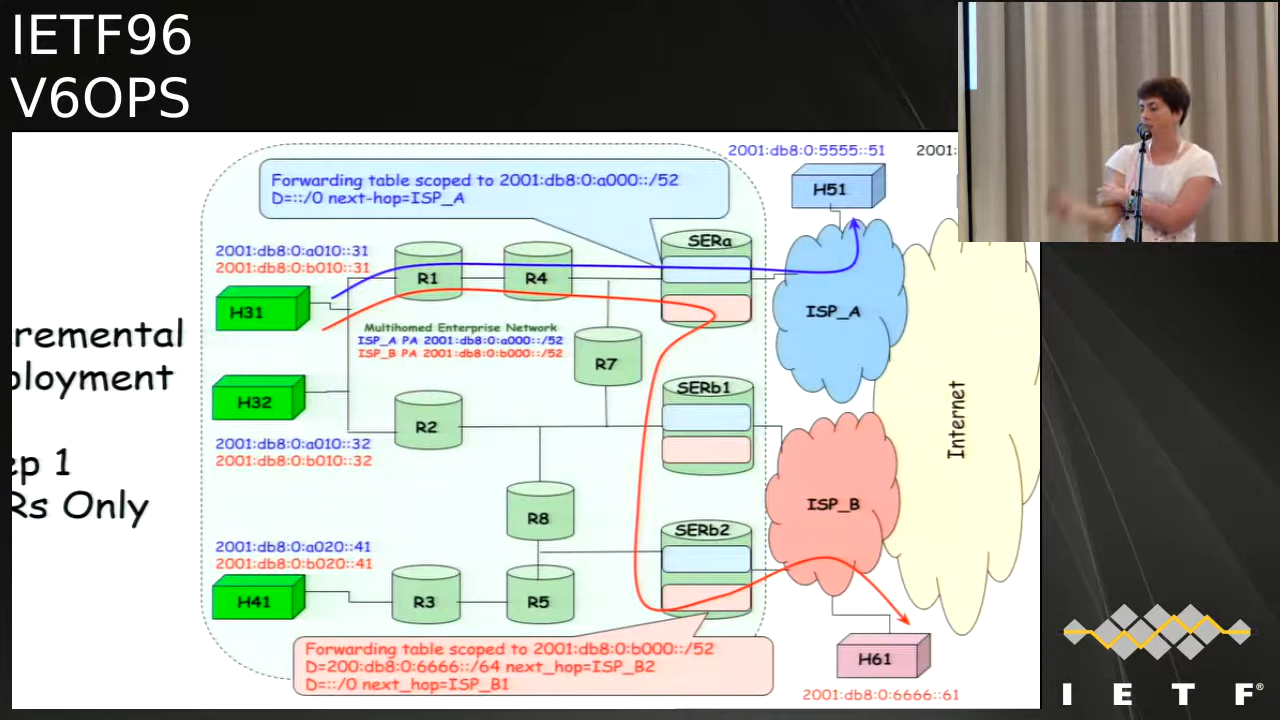 IETF96
V6OPS
2001:db8:0:5555::51
2001:
Forwarding table scoped to 2001:db8:0:a000::/52
D=::/0 next-hop=ISP_A
H51
SERa
2001:db8:0:a010::31
2001:db8:0:b010::31
R1
R4
H31
ISP_A
remental
ployment
Multihomed Enterprise Network
ISP_A PA 2001:db8:0:a000::/52
ISP_B PA 2001:db8:0:b000::/52
R7
SERb1
H32
R2
Internet
2001:db8:0:a010::32
2001:db8:0:b010::32
ep 1
Rs Only
ISP_B
R8
SERb2
2001:db8:0:a020::41
2001:db8:0:b020::41
H41
R3
R5
Forwarding table scoped to 2001:db8:0:b000::/52
D=200:db8:0:6666::/64 next_hop=ISP_B2
D=::/0 next_hop=ISP_B1
H61
2001:db8:0:6666::61
I E T F®